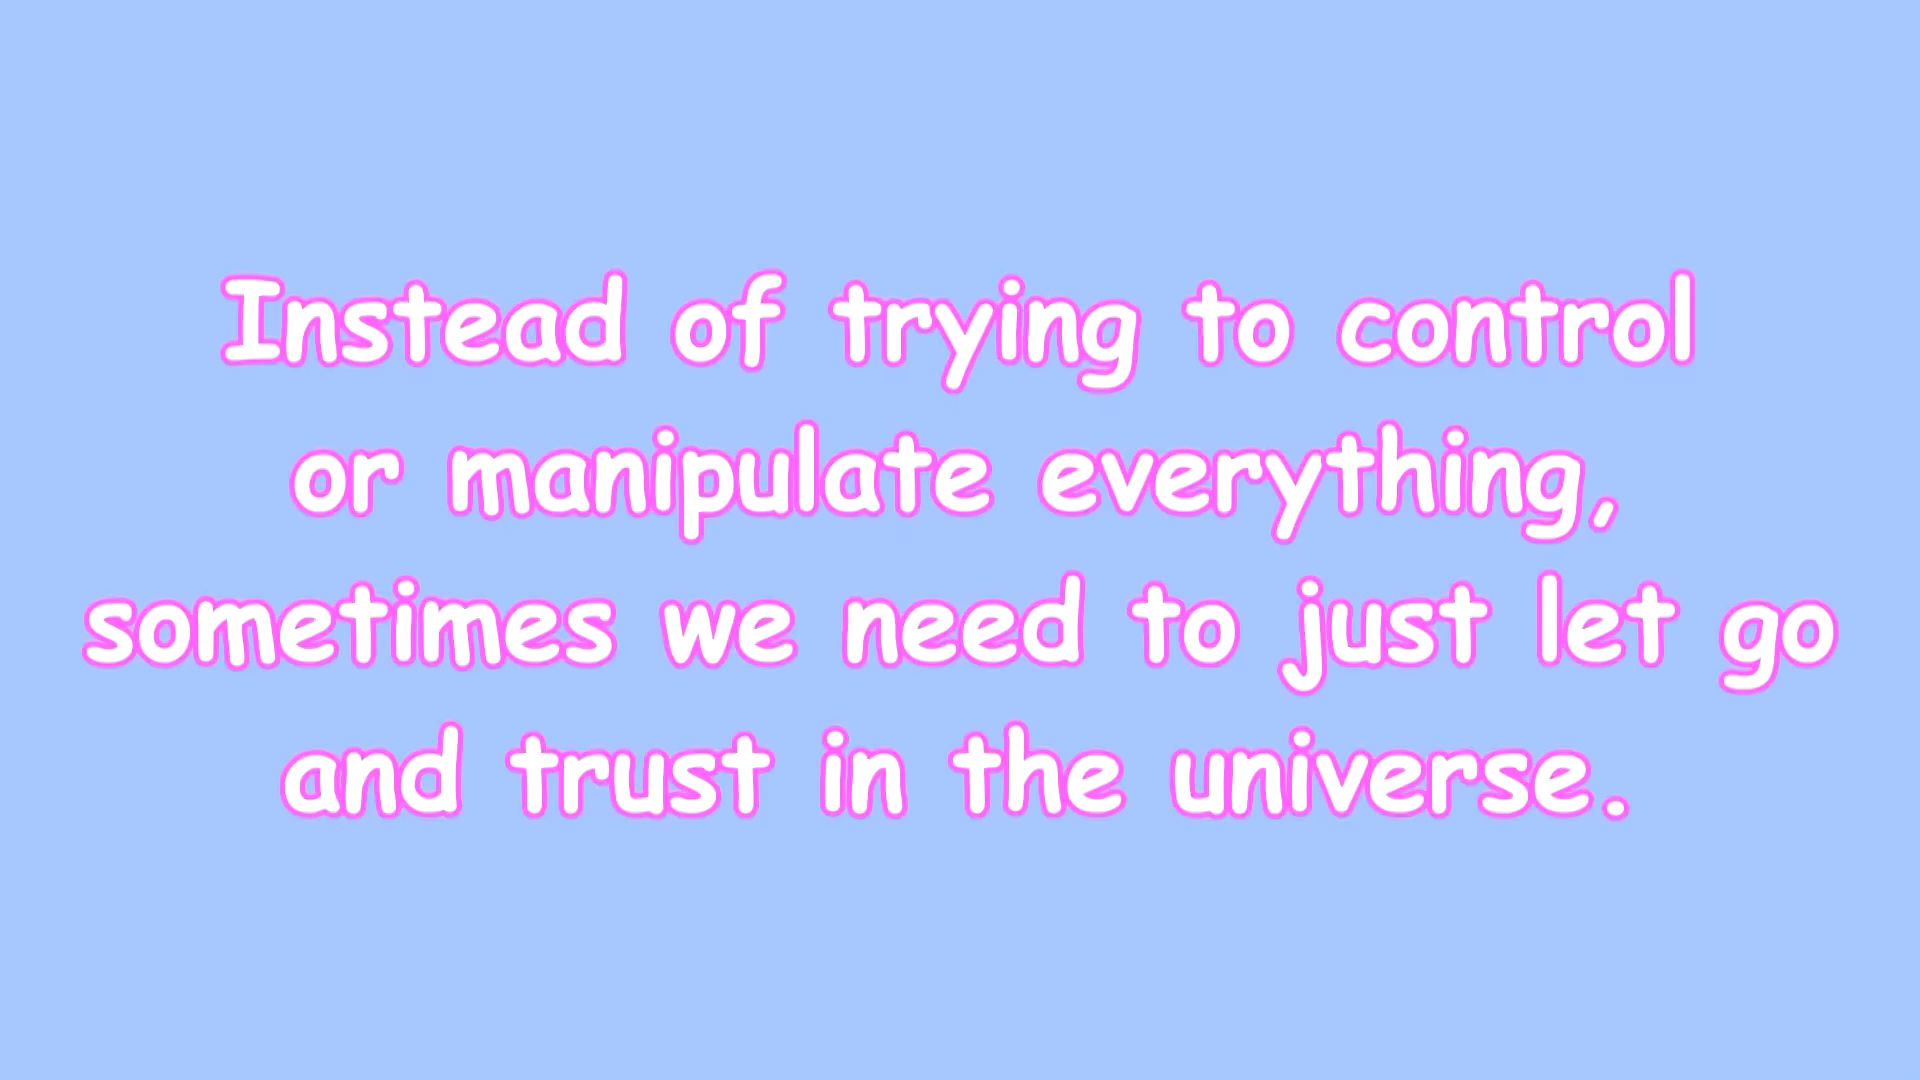 Instead of trying to control
or manipulate everything,
sometimes we need to just let go
and trust in the universe.